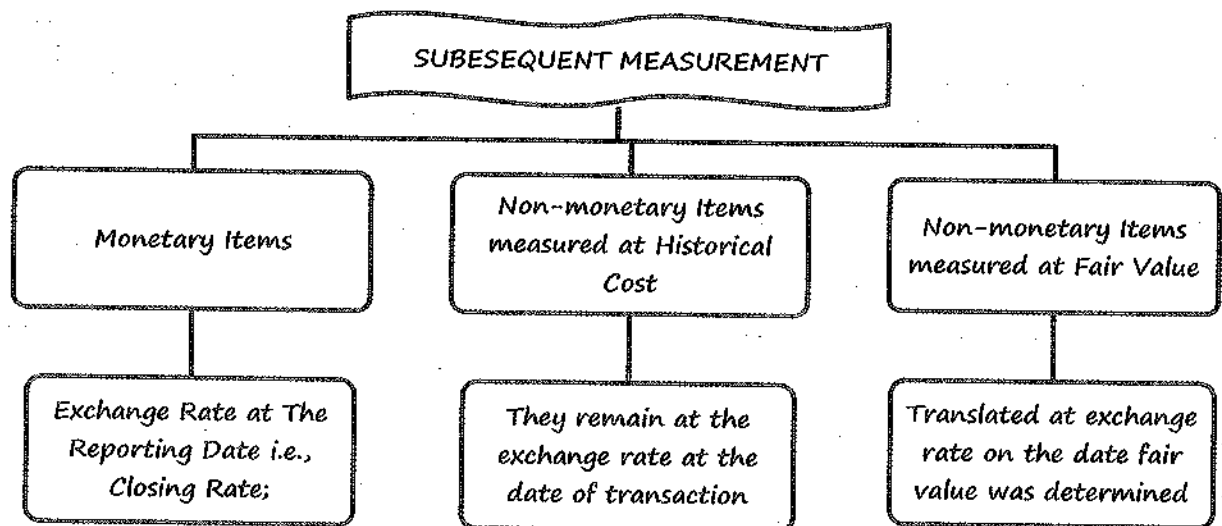 SUBESEQUENT MEASUREMENT
Monetary Items
Non-monetary Items
measured at Historical
Cost
Non-monetary Items
measured at Fair Value
Exchange Rate at The
Reporting Date i.e.,
Closing Rate;
They remain at the
exchange rate at the
date of transaction
Translated at exchange
rate on the date fair
value was determined